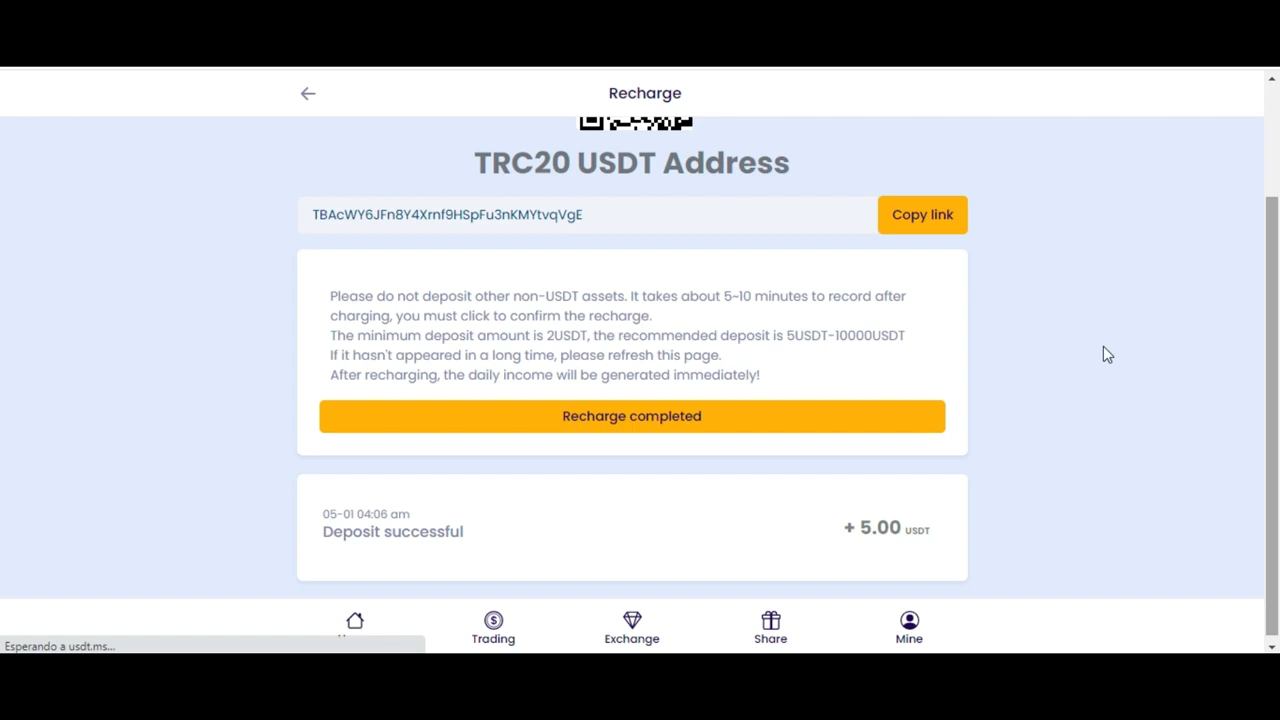 Recharge
TRC20 USDT Address
TBAcWY6JFn8Y4Xrnf9HSpFu3nKMYtvqVgE
Copy link
Please do not deposit other non-USDT assets. It takes about 5~10 minutes to record after
charging, you must click to confirm the recharge.
The minimum deposit amount is 2USDT, the recommended deposit is 5USDT-10000USDT
If it hasn't appeared in a long time, please refresh this page.
After recharging, the daily income will be generated immediately!
Recharge completed
05-01 04:06 am
Deposit successful
+ 5.00 USDT
Trading
Exchange
Share
Mine
Esperando a usdt.ms...